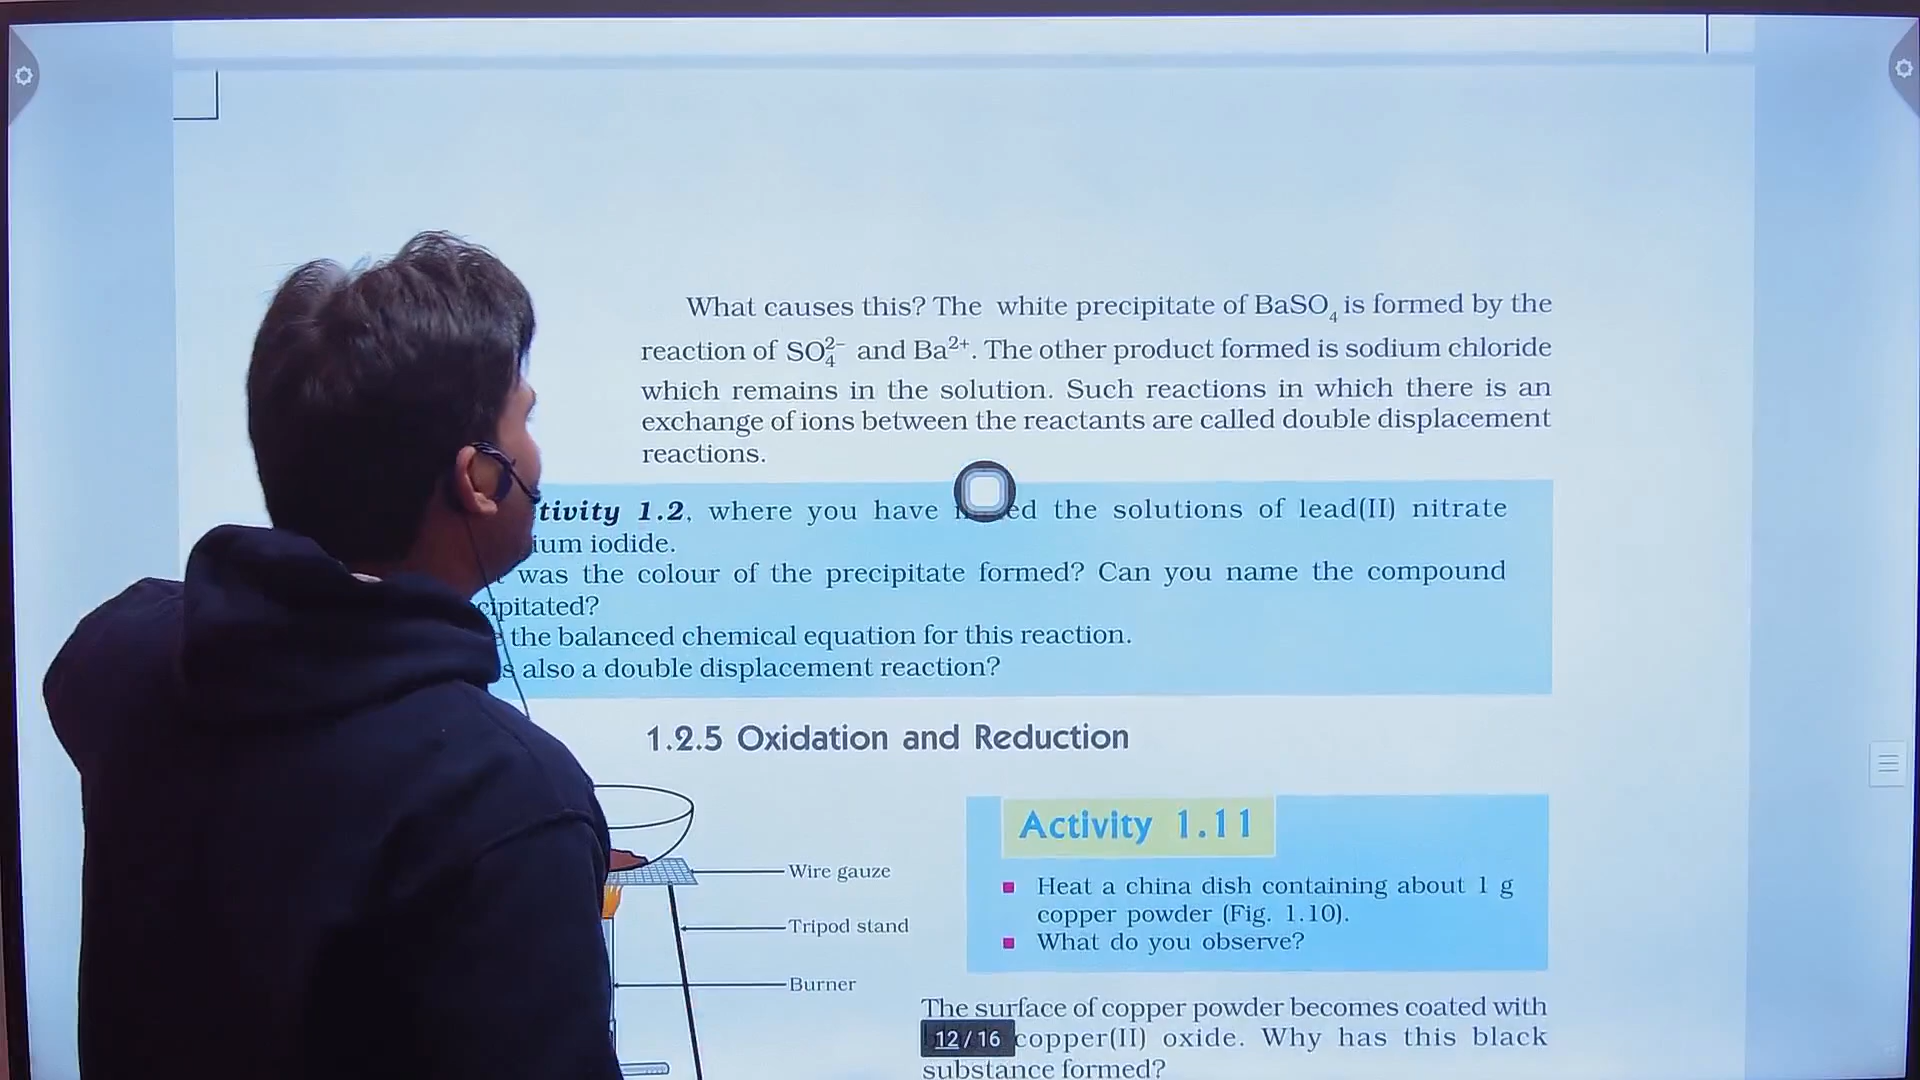 What causes this? The white precipitate of BaSO₄ is formed by the
reaction of SO₄²⁻ and Ba²⁺. The other product formed is sodium chloride
which remains in the solution. Such reactions in which there is an
exchange of ions between the reactants are called double displacement
reactions.
tivity 1.2, where you have ed the solutions of lead(II) nitrate
ium iodide.
was the colour of the precipitate formed? Can you name the compound
cipitated?
the balanced chemical equation for this reaction.
s also a double displacement reaction?
1.2.5 Oxidation and Reduction
Wire gauze
Tripod stand
Burner
Activity 1.11
Heat a china dish containing about 1 g
copper powder (Fig. 1.10).
What do you observe?
The surface of copper powder becomes coated with
copper(II) oxide. Why has this black
substance formed?
12/16